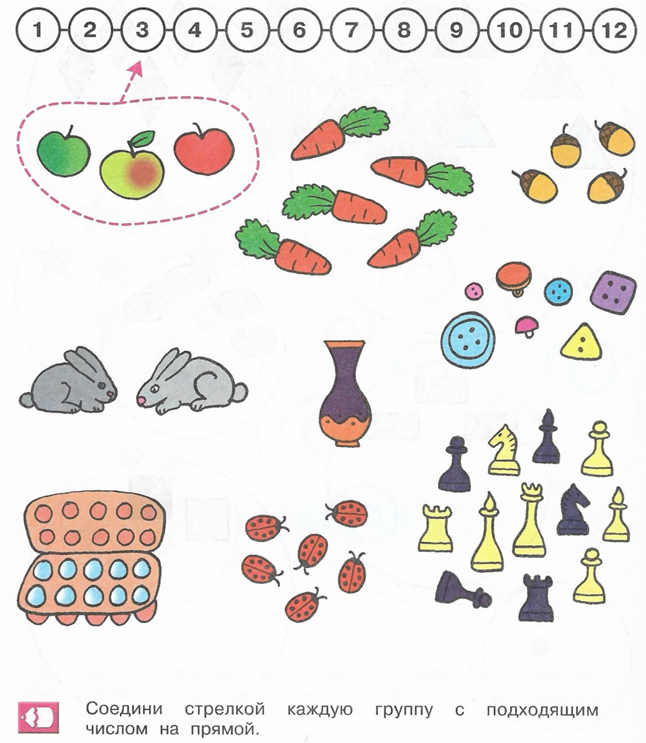 1 2 3 4 5 6 7 8 9 10 11 12
Соедини стрелкой каждую группу с подходящим
числом на прямой.